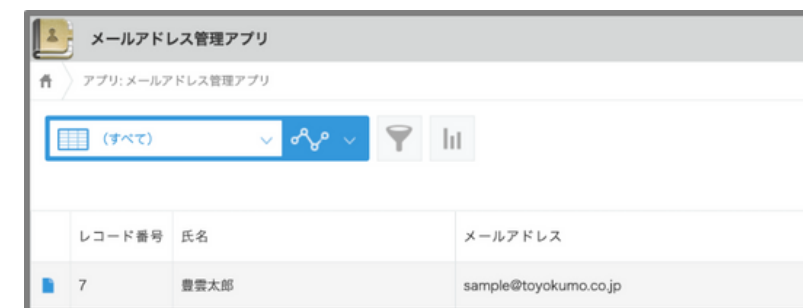 メールアドレス管理アプリ
アプリ: メールアドレス管理アプリ
(すべて)
レコード番号 氏名 メールアドレス
7 豊雲太郎 sample@toyokumo.co.jp